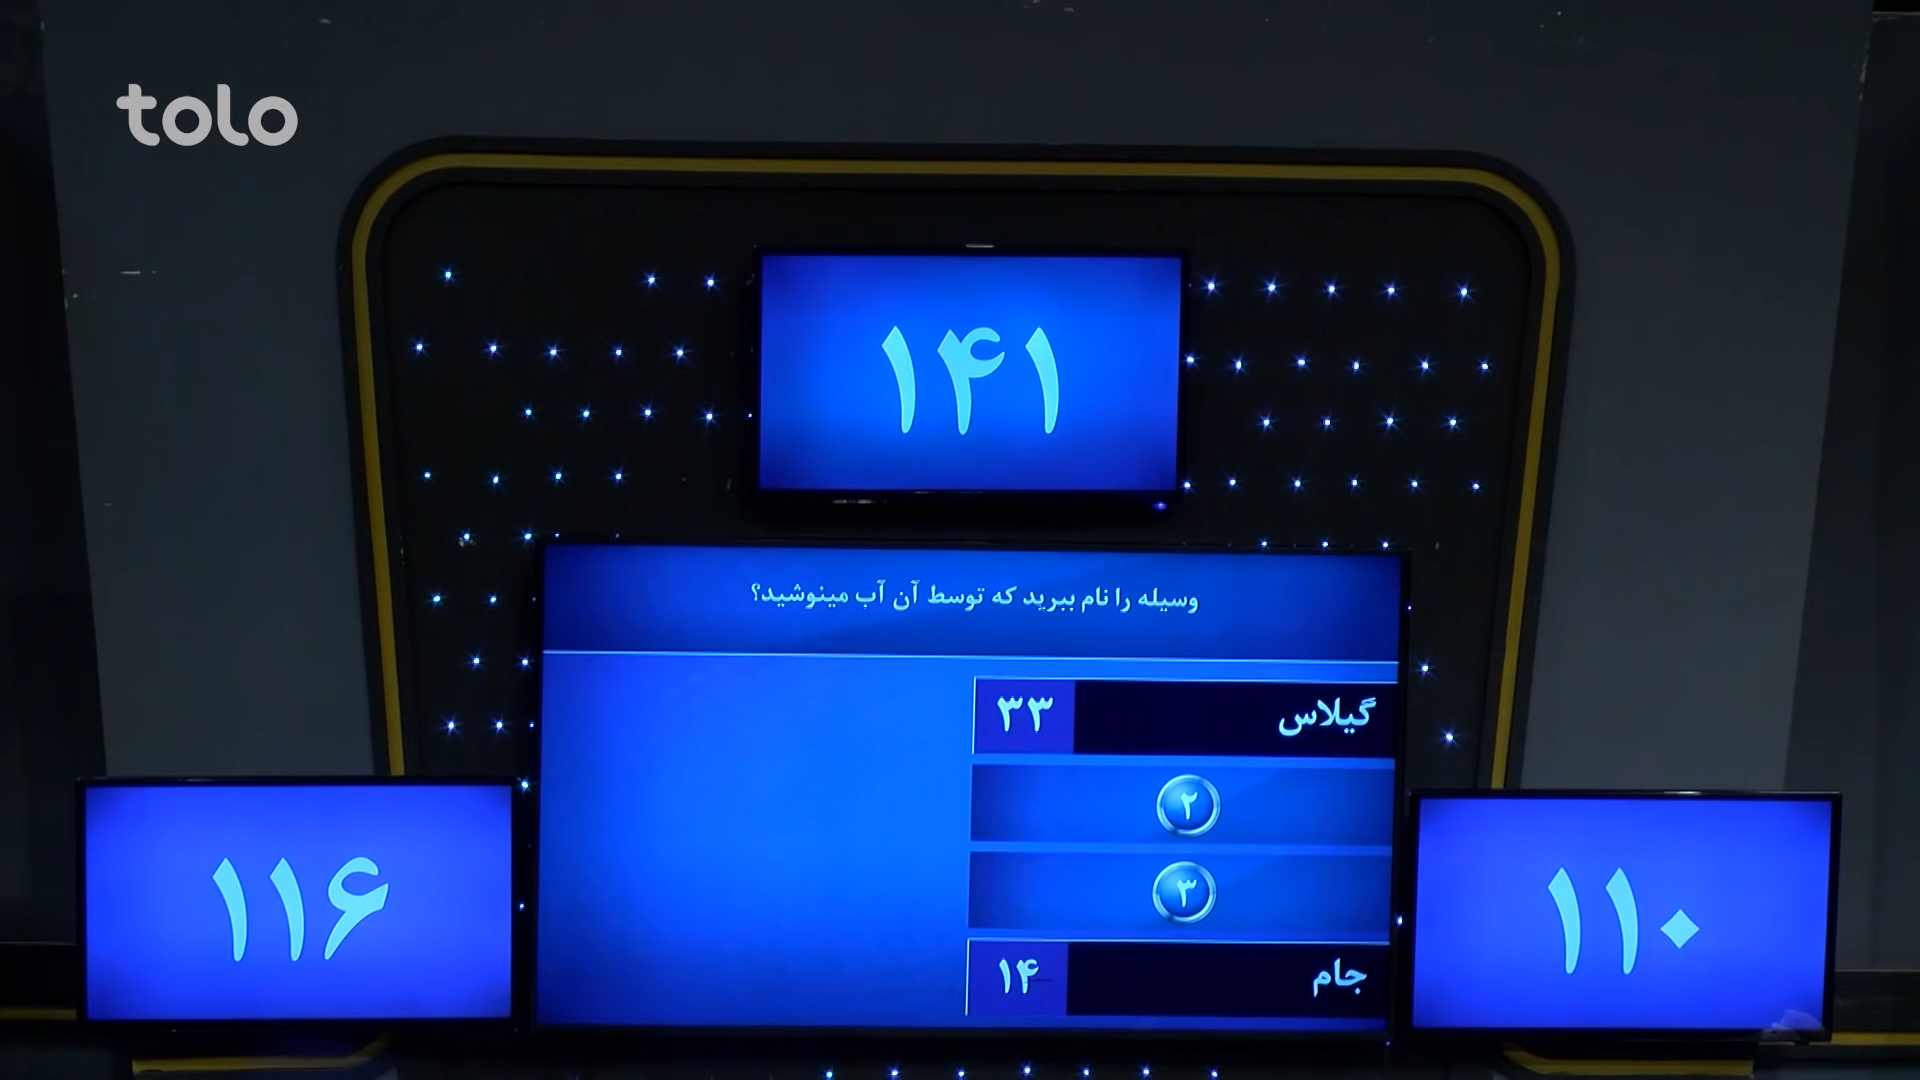 tolo
۱۴۱
وسیله را نام ببرید که توسط آن آب مینوشید؟
گیلاس ۳۳
۲
۳
جام ۱۴
۱۱۶
۱۱۰